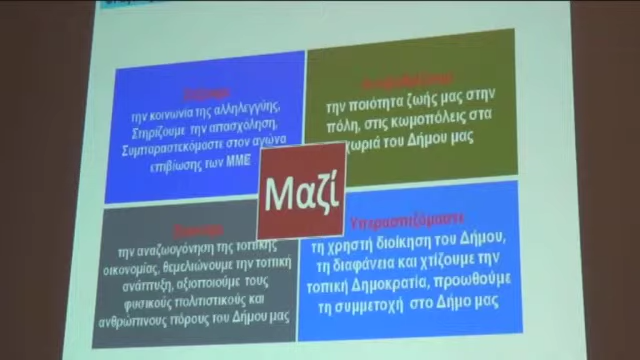 την κοινωνία της αλληλεγγύης,
Στηρίζουμε την απασχόληση,
Συμπαραστεκόμαστε στον αγώνα
επιβίωσης των ΜΜΕ
την ποιότητα ζωής μας στην
πόλη, στις κωμοπόλεις στα
χωριά του Δήμου μας
Μαζί
την αναζωογόνηση της τοπικής
οικονομίας, θεμελιώνουμε την τοπική
ανάπτυξη, αξιοποιούμε τους
φυσικούς πολιτιστικούς και
ανθρώπινους πόρους του Δήμου μας
Υπερασπιζόμαστε
τη χρηστή διοίκηση του Δήμου,
τη διαφάνεια και χτίζουμε την
τοπική Δημοκρατία, προωθούμε
τη συμμετοχή στο Δήμο μας